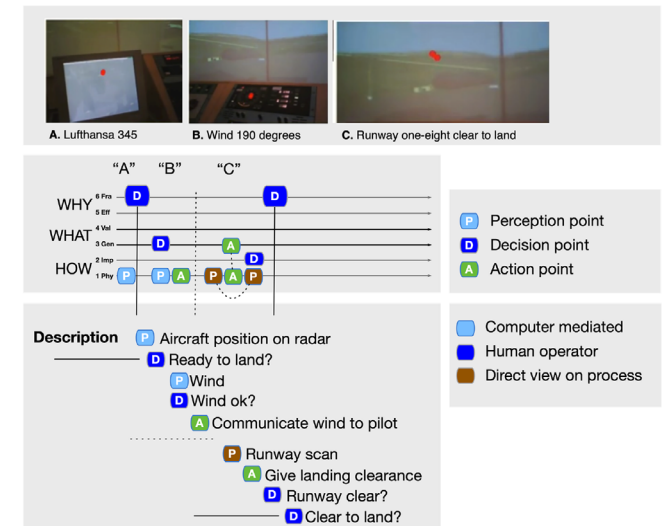 A. Lufthansa 345
B. Wind 190 degrees
C. Runway one-eight clear to land
“A” “B” “C”
WHY
6 Fra
D D
5 Eff
WHAT
4 Val
3 Gen
D A
HOW
2 Imp
D
1 Phy
P P A P A P
P Perception point
D Decision point
A Action point
Computer mediated
Human operator
Direct view on process
Description
P Aircraft position on radar
D Ready to land?
P Wind
D Wind ok?
A Communicate wind to pilot
P Runway scan
A Give landing clearance
D Runway clear?
D Clear to land?